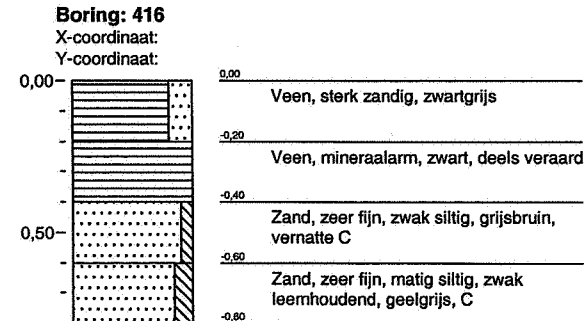 Boring: 416
X-coordinaat:
Y-coordinaat:
0,00
0,00
Veen, sterk zandig, zwartgrijs
-0,20
Veen, mineraalarm, zwart, deels veraard
-0,40
Zand, zeer fijn, zwak siltig, grijsbruin,
vernatte C
0,50
-0,60
Zand, zeer fijn, matig siltig, zwak
leemhoudend, geelgrijs, C
-0,80